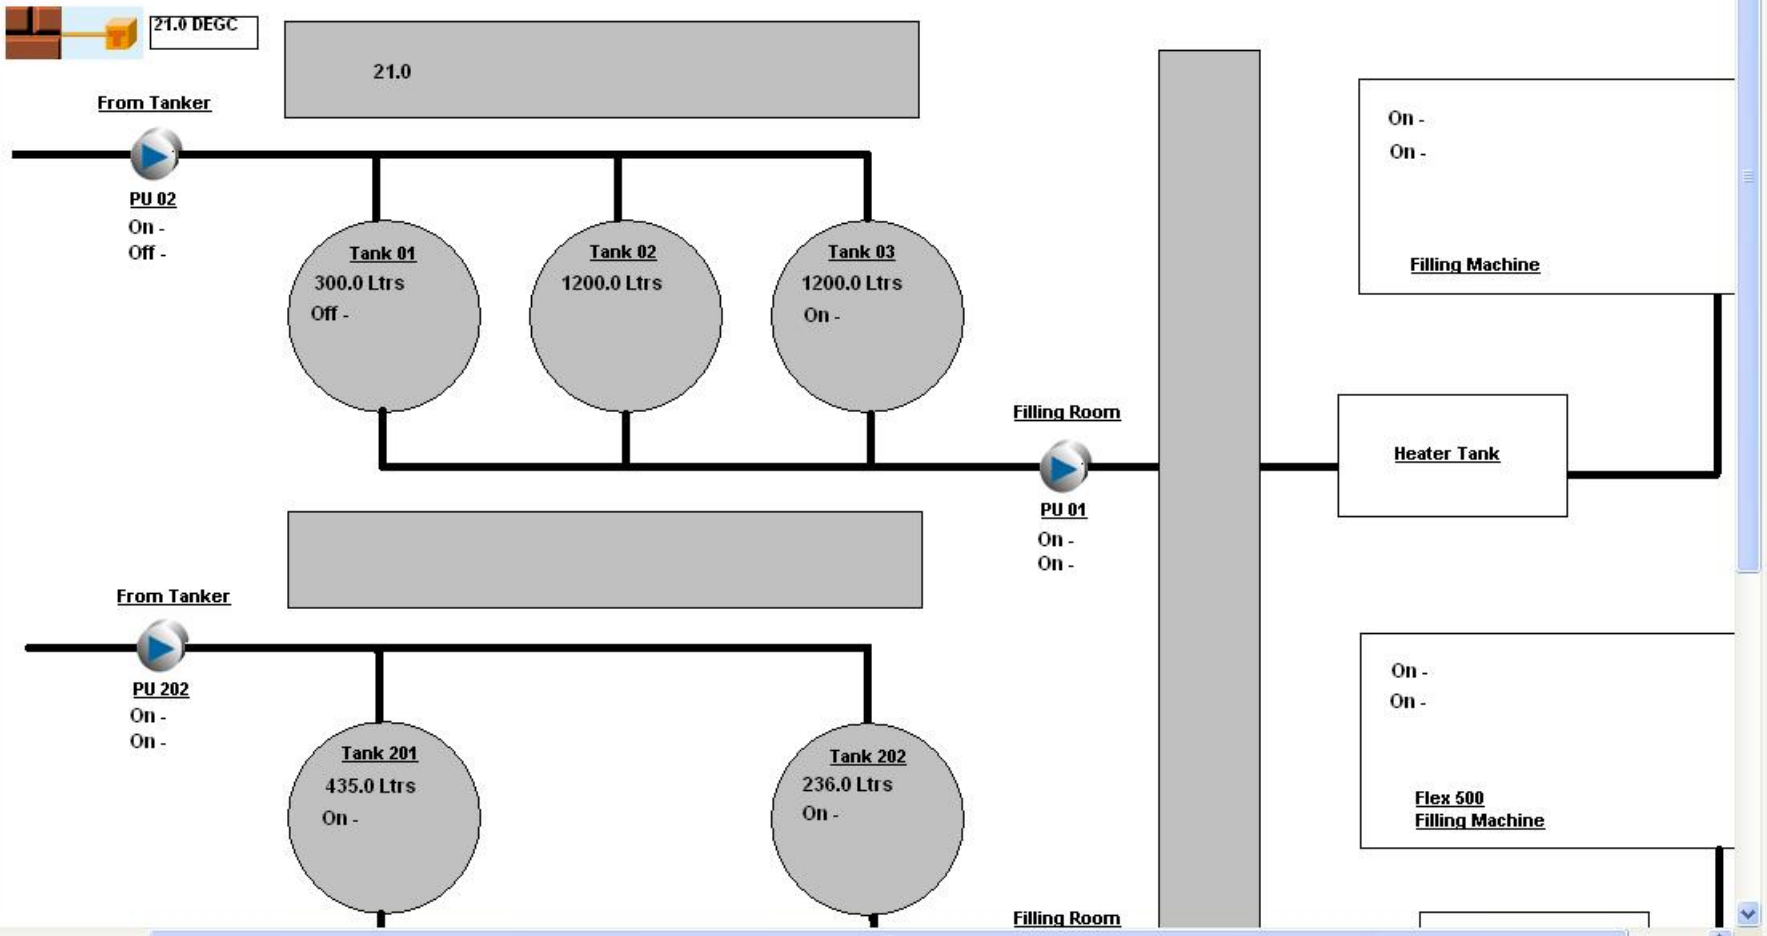 21.0 DEGC
21.0
From Tanker
PU 02
On -
Off -
Tank 01
300.0 Ltrs
Off -
Tank 02
1200.0 Ltrs
Tank 03
1200.0 Ltrs
On -
On -
On -
Filling Machine
Filling Room
PU 01
On -
On -
Heater Tank
From Tanker
PU 202
On -
On -
Tank 201
435.0 Ltrs
On -
Tank 202
236.0 Ltrs
On -
On -
On -
Flex 500
Filling Machine
Filling Room